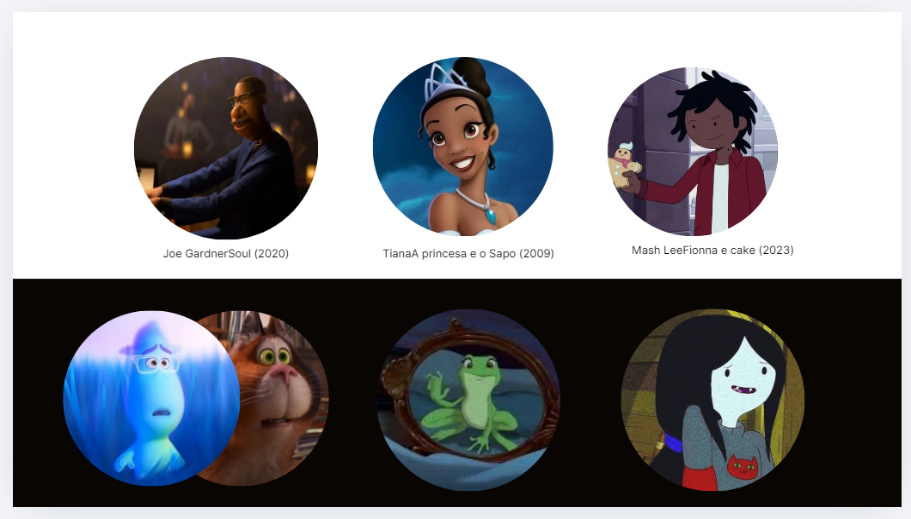 Joe GardnerSoul (2020)
TianaA princesa e o Sapo (2009)
Mash LeeFionna e cake (2023)